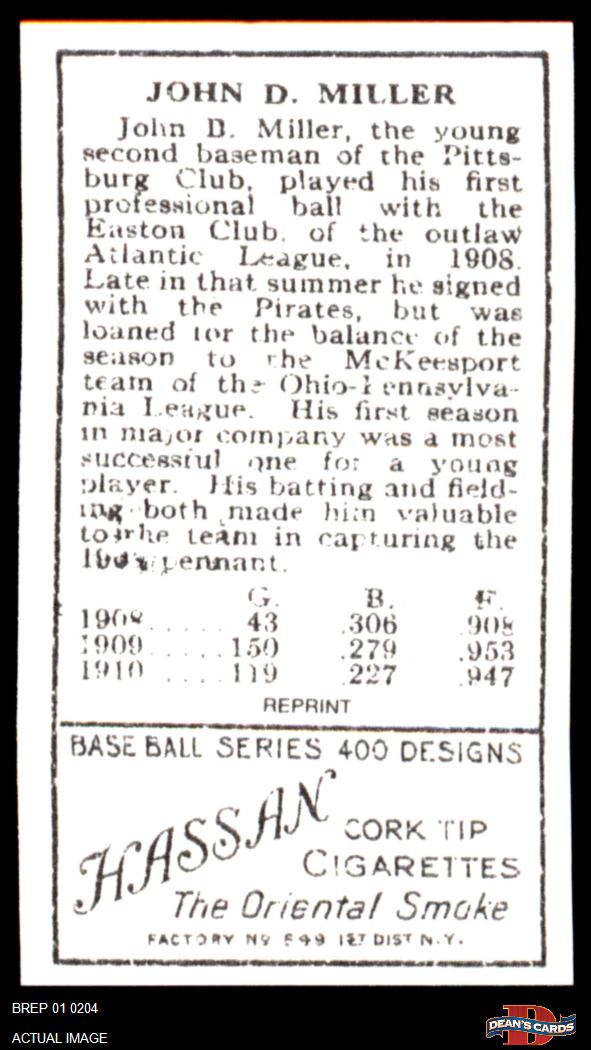 JOHN D. MILLER
John D. Miller, the young
second baseman of the Pitts-
burg Club, played his first
professional ball with the
Easton Club, of the outlaw
Atlantic League, in 1908.
Late in that summer he signed
with the Pirates, but was
loaned for the balance of the
season to the McKeesport
team of the Ohio-Pennsylva-
nia League. His first season
in major company was a most
successful one for a young
player. His batting and field-
ing both made him valuable
to the team in capturing the
1909 pennant.
G. B. F.
1908 ..... 43 .306 .908
1909 ..... 150 .279 .953
1910 .... 119 .227 .947
REPRINT
BASE BALL SERIES 400 DESIGNS
HASSAN
CORK TIP
CIGARETTES
The Oriental Smoke
FACTORY No 649 1ST DIST N.Y.
BREP 01 0204
ACTUAL IMAGE
D
DEAN'S CARDS